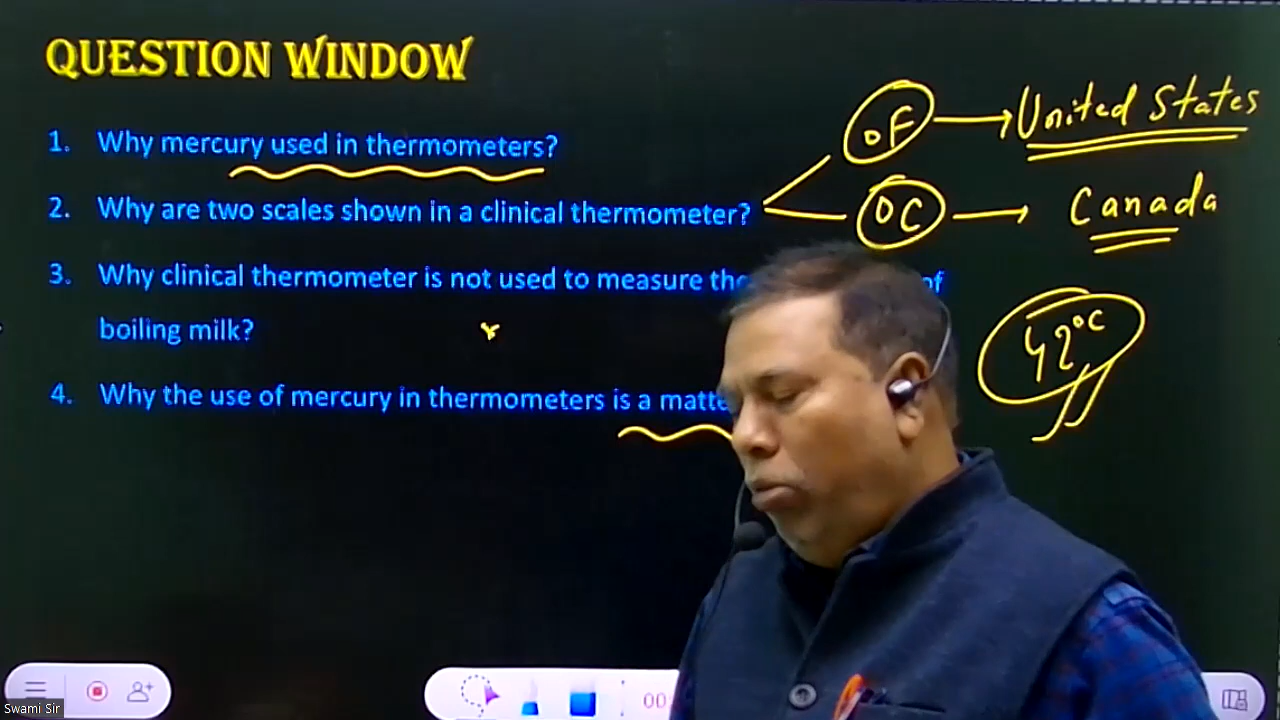 QUESTION WINDOW
1. Why mercury used in thermometers?
2. Why are two scales shown in a clinical thermometer?
°F → United States
°C → Canada
3. Why clinical thermometer is not used to measure the of
boiling milk?
42°C
4. Why the use of mercury in thermometers is a
00
Swami Sir